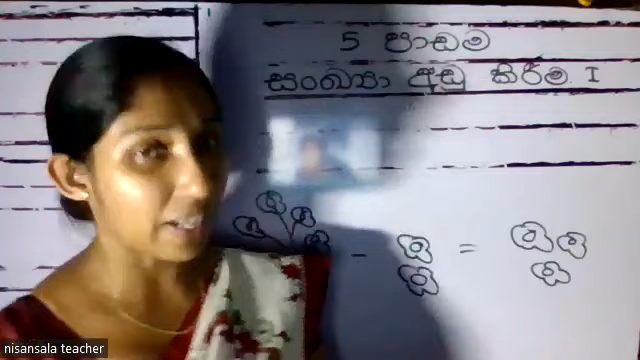 5 පාඩම
සංඛ්‍යා අඩු කිරීම I
- =
nisansala teacher